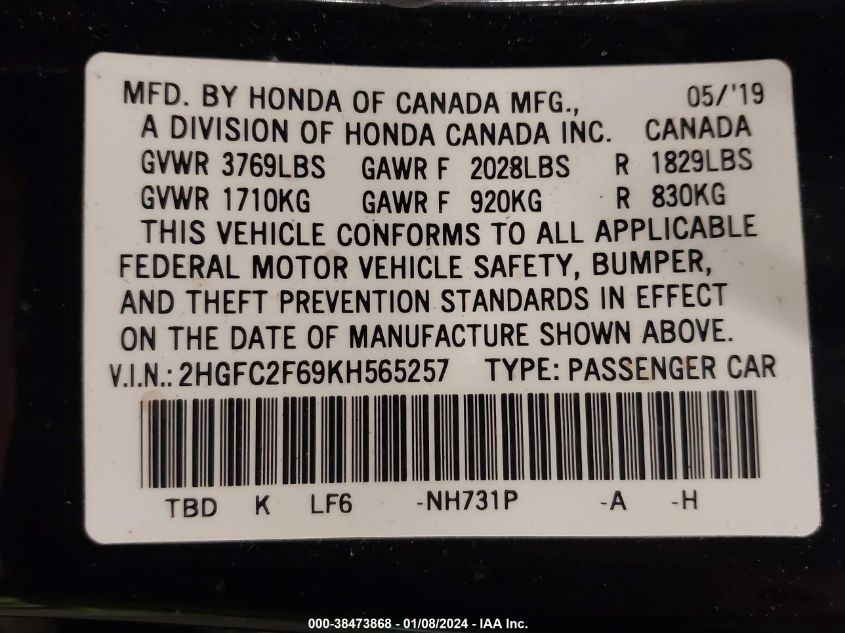 MFD. BY HONDA OF CANADA MFG., 05/'19
A DIVISION OF HONDA CANADA INC. CANADA
GVWR 3769LBS GAWR F 2028LBS R 1829LBS
GVWR 1710KG GAWR F 920KG R 830KG
THIS VEHICLE CONFORMS TO ALL APPLICABLE
FEDERAL MOTOR VEHICLE SAFETY, BUMPER,
AND THEFT PREVENTION STANDARDS IN EFFECT
ON THE DATE OF MANUFACTURE SHOWN ABOVE.
V.I.N.: 2HGFC2F69KH565257 TYPE: PASSENGER CAR
TBD K LF6 -NH731P -A -H
000-38473868 - 01/08/2024 - IAA Inc.